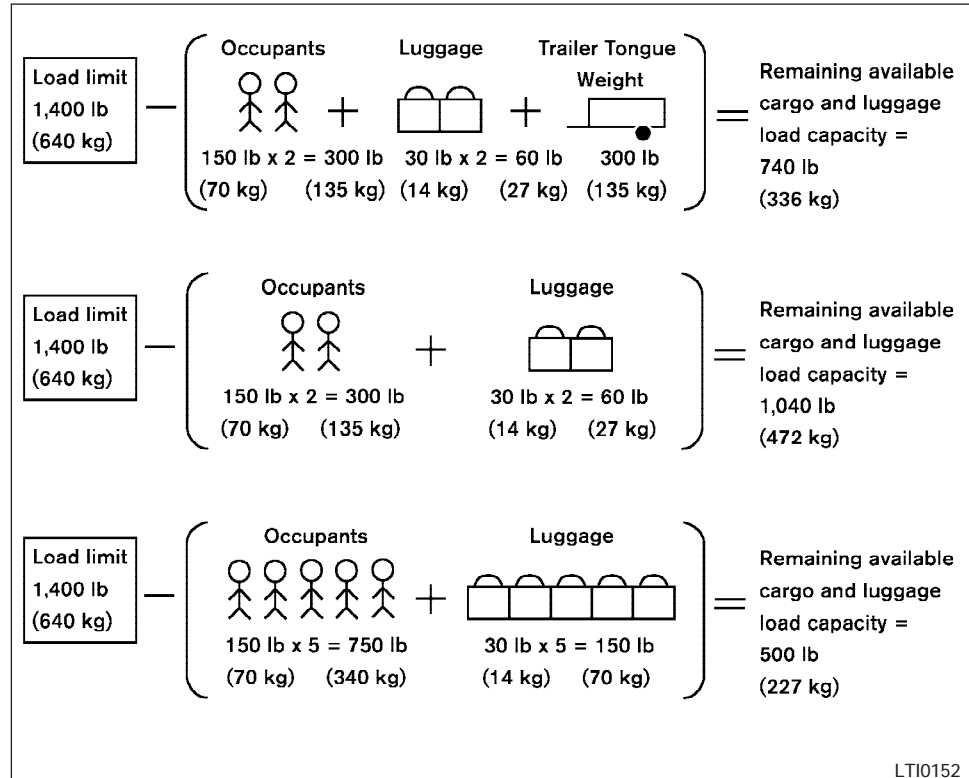 Occupants Luggage Trailer Tongue
Weight
Load limit
1,400 lb
(640 kg)
−
+
+
=
150 lb x 2 = 300 lb 30 lb x 2 = 60 lb 300 lb
(70 kg) (135 kg) (14 kg) (27 kg) (135 kg)
Remaining available
cargo and luggage
load capacity =
740 lb
(336 kg)
Occupants Luggage
Load limit
1,400 lb
(640 kg)
−
+
=
150 lb x 2 = 300 lb 30 lb x 2 = 60 lb
(70 kg) (135 kg) (14 kg) (27 kg)
Remaining available
cargo and luggage
load capacity =
1,040 lb
(472 kg)
Occupants Luggage
Load limit
1,400 lb
(640 kg)
−
+
=
150 lb x 5 = 750 lb 30 lb x 5 = 150 lb
(70 kg) (340 kg) (14 kg) (70 kg)
Remaining available
cargo and luggage
load capacity =
500 lb
(227 kg)
LTI0152